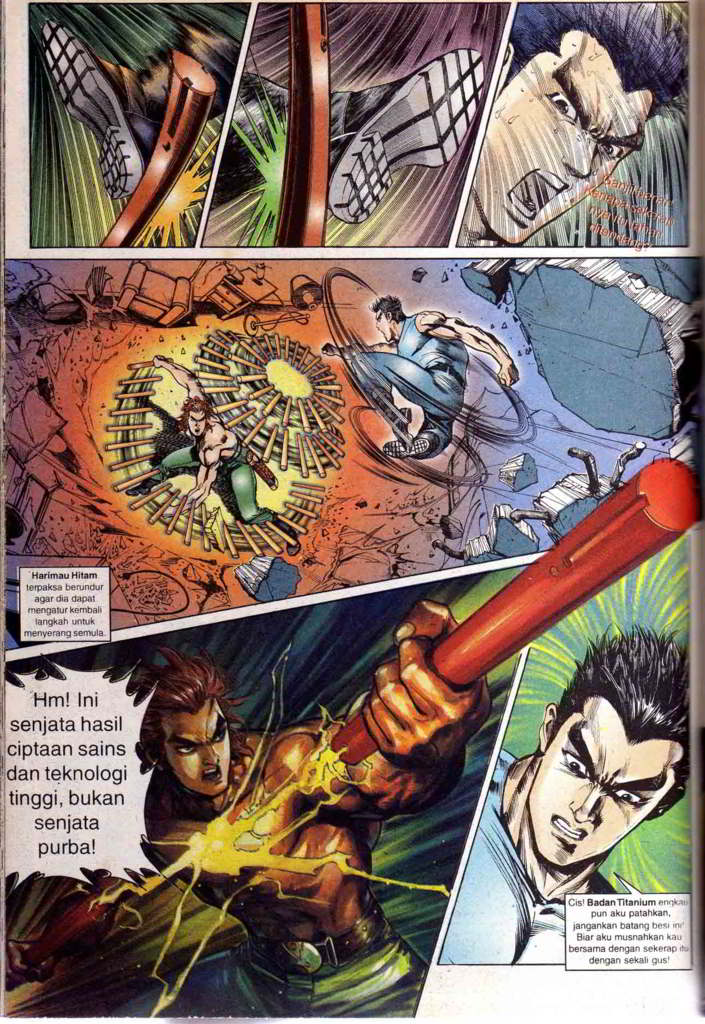 Kenapa
Harimau Hitam
terpaksa berundur
agar dia dapat
mengatur kembali
langkah untuk
menyerang semula.
Hm! Ini
senjata hasil
ciptaan sains
dan teknologi
tinggi, bukan
senjata
purba!
Cis! Badan Titanium engkau
pun aku patahkan,
jangankan batang besi ini!
Biar aku musnahkan kau
bersama dengan sekerap itu
dengan sekali gus!